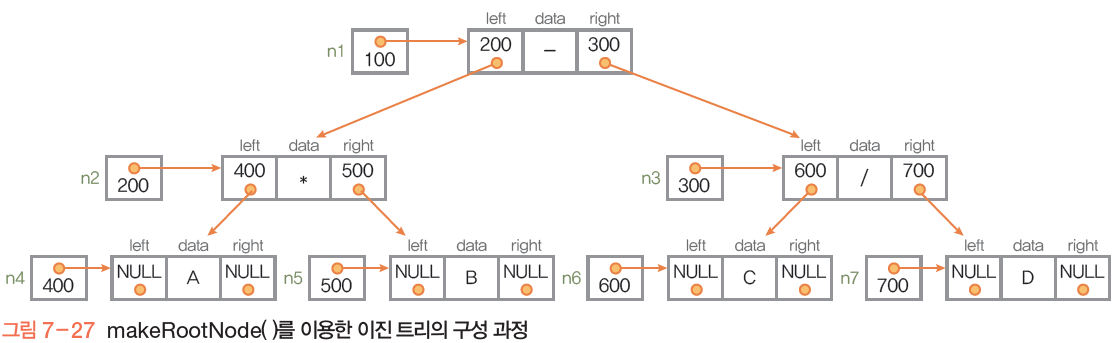 left data right
n1 100 200 − 300
left data right left data right
n2 200 400 * 500 n3 300 600 / 700
left data right left data right left data right left data right
n4 400 NULL A NULL n5 500 NULL B NULL n6 600 NULL C NULL n7 700 NULL D NULL
그림 7−27 makeRootNode( )를 이용한 이진 트리의 구성 과정